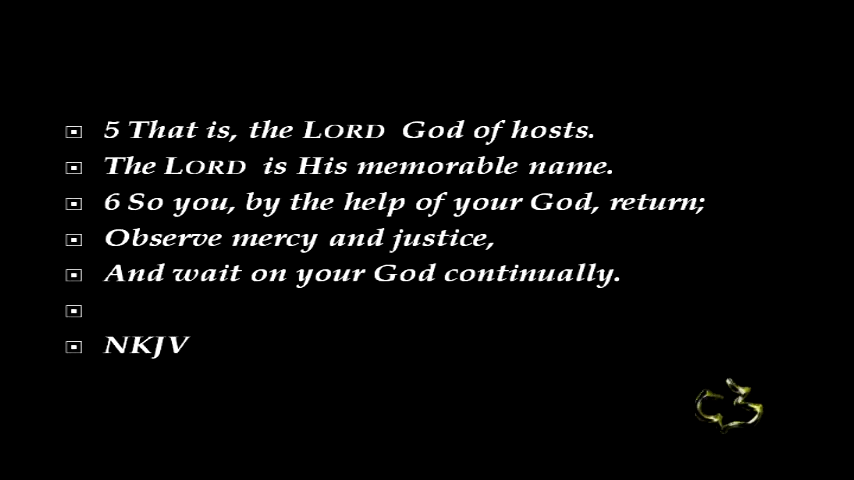 5 That is, the LORD God of hosts.
The LORD is His memorable name.
6 So you, by the help of your God, return;
Observe mercy and justice,
And wait on your God continually.
NKJV
C3